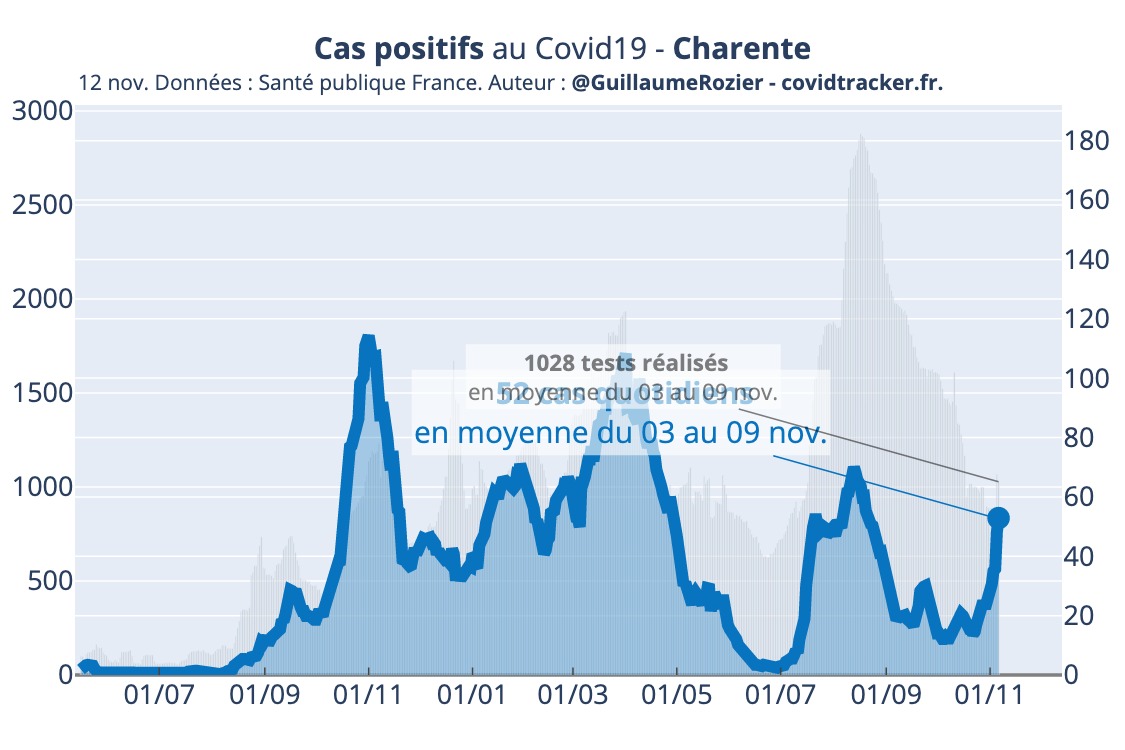 Cas positifs au Covid19 - Charente
12 nov. Données : Santé publique France. Auteur : @GuillaumeRozier - covidtracker.fr.
3000
2500
2000
1500
1000
500
0
180
160
140
120
100
80
60
40
20
0
1028 tests réalisés
en moyenne du 03 au 09 nov.
52 cas quotidiens
en moyenne du 03 au 09 nov.
01/07 01/09 01/11 01/01 01/03 01/05 01/07 01/09 01/11